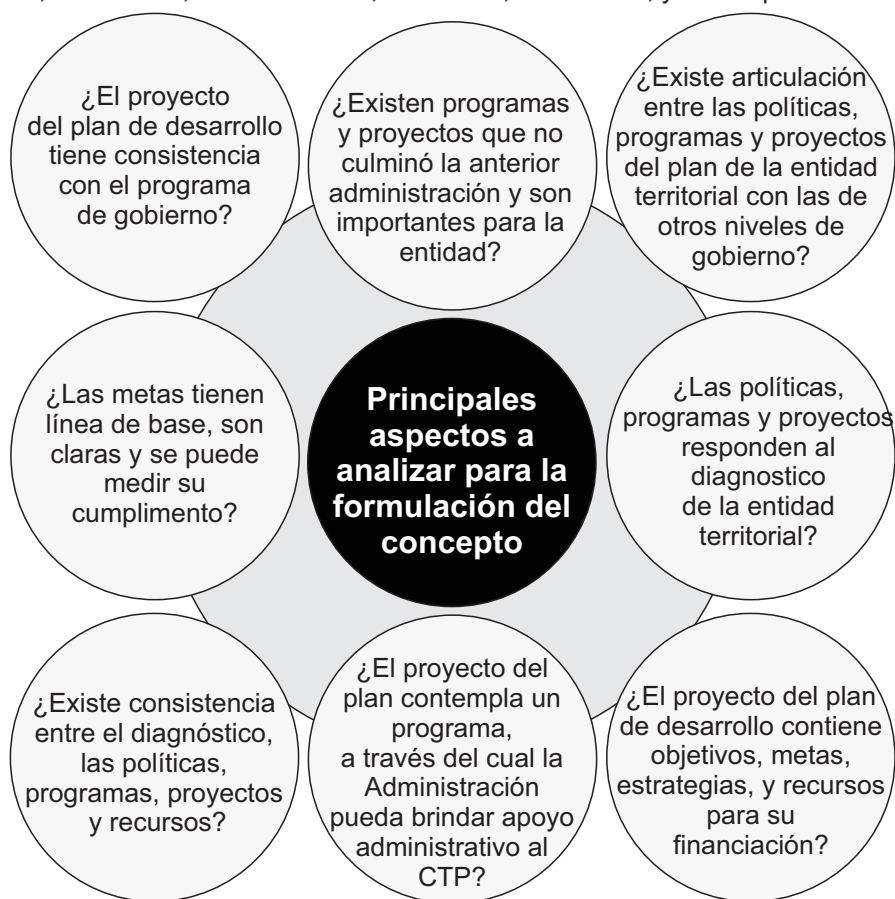 ¿El proyecto
del plan de desarrollo
tiene consistencia
con el programa
de gobierno?
¿Existen programas
y proyectos que no
culminó la anterior
administración y son
importantes para la
entidad?
¿Existe articulación
entre las políticas,
programas y proyectos
del plan de la entidad
territorial con las de
otros niveles de
gobierno?
¿Las metas tienen
línea de base, son
claras y se puede
medir su
cumplimento?
Principales
aspectos a
analizar para la
formulación del
concepto
¿Las políticas,
programas y proyectos
responden al
diagnostico
de la entidad
territorial?
¿Existe consistencia
entre el diagnóstico,
las políticas,
programas, proyectos
y recursos?
¿El proyecto del
plan contempla un
programa,
a través del cual la
Administración
pueda brindar apoyo
administrativo al
CTP?
¿El proyecto del plan
de desarrollo contiene
objetivos, metas,
estrategias, y recursos
para su
financiación?